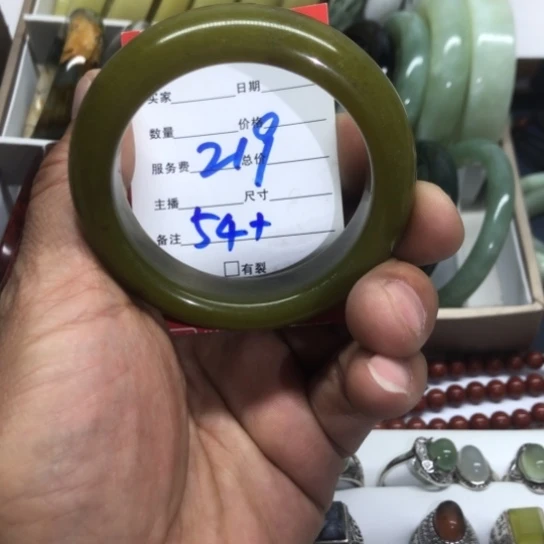 买家 日期
数量 价格
服务费 总价
219
主播 尺寸
备注 54+
□有裂